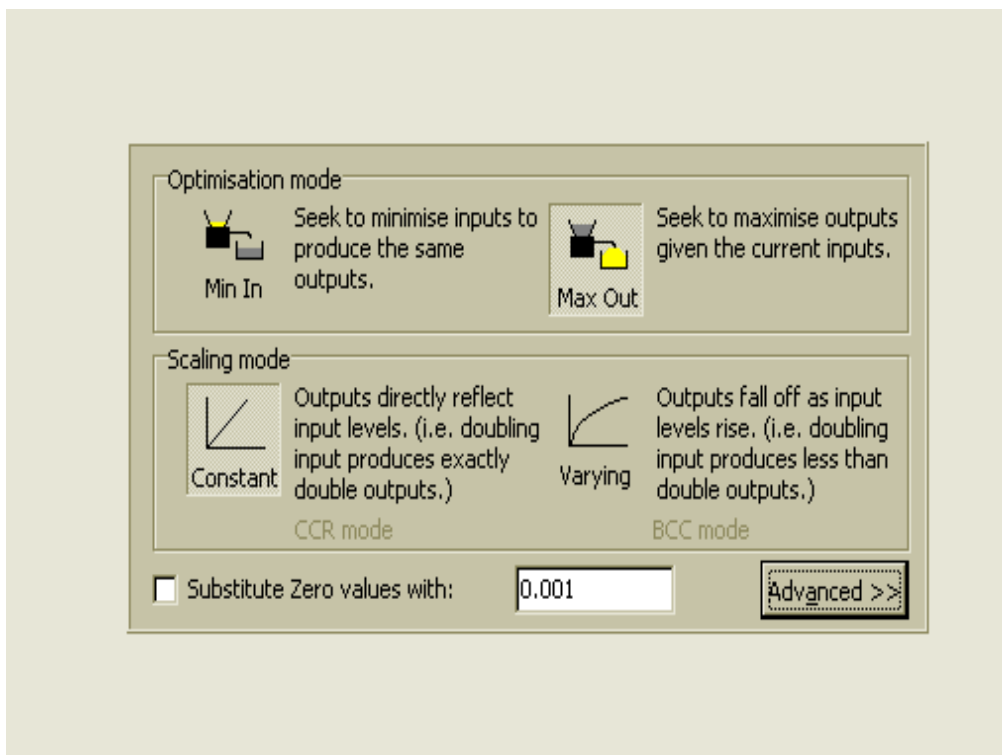 Optimisation mode
Min In
Seek to minimise inputs to
produce the same
outputs.
Max Out
Seek to maximise outputs
given the current inputs.
Scaling mode
Constant
Outputs directly reflect
input levels. (i.e. doubling
input produces exactly
double outputs.)
CCR mode
Varying
Outputs fall off as input
levels rise. (i.e. doubling
input produces less than
double outputs.)
BCC mode
Substitute Zero values with:
0.001
Advanced >>